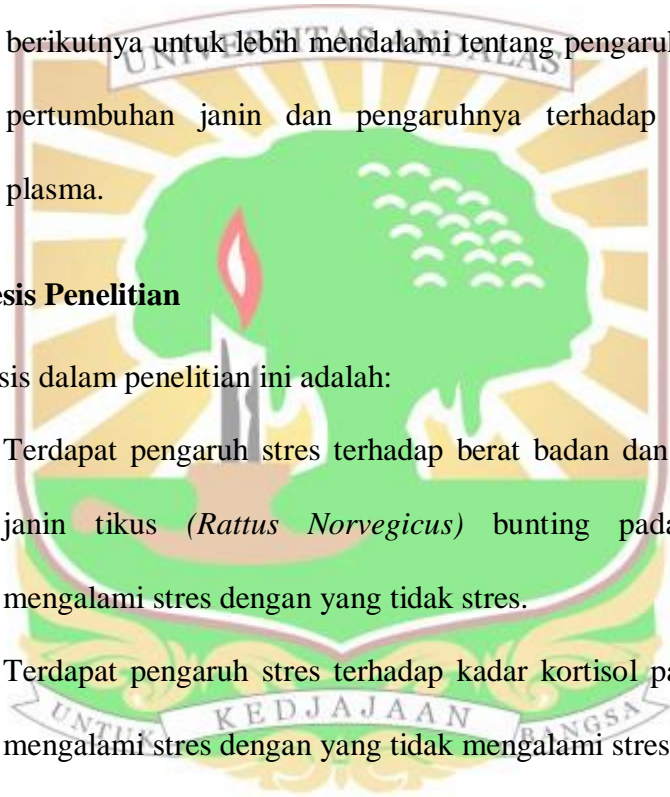 berikutnya untuk lebih mendalami tentang pengaruh
UNIVERSITAS ANDALAS
pertumbuhan janin dan pengaruhnya terhadap
plasma.
esis Penelitian
sis dalam penelitian ini adalah:
Terdapat pengaruh stres terhadap berat badan dan
janin tikus (Rattus Norvegicus) bunting pada
mengalami stres dengan yang tidak stres.
Terdapat pengaruh stres terhadap kadar kortisol pa
UNTUK KEDJAJAAN BANGSA
mengalami stres dengan yang tidak mengalami stres